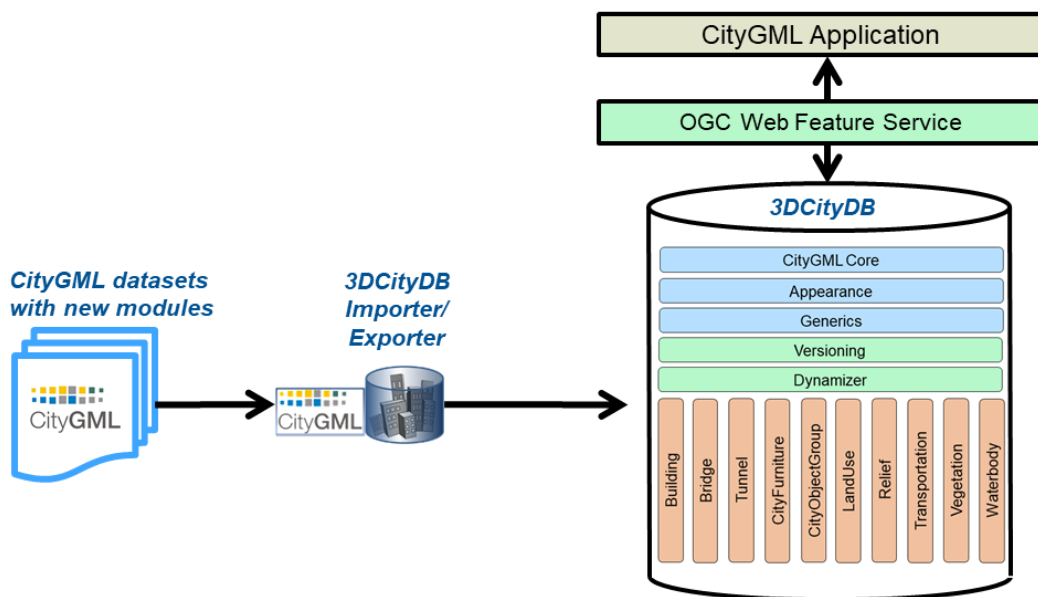 CityGML Application
OGC Web Feature Service
3DCityDB
CityGML Core
Appearance
Generics
Versioning
Dynamizer
Building
Bridge
Tunnel
CityFurniture
CityObjectGroup
LandUse
Relief
Transportation
Vegetation
Waterbody
CityGML datasets
with new modules
CityGML
3DCityDB
Importer/
Exporter
CityGML